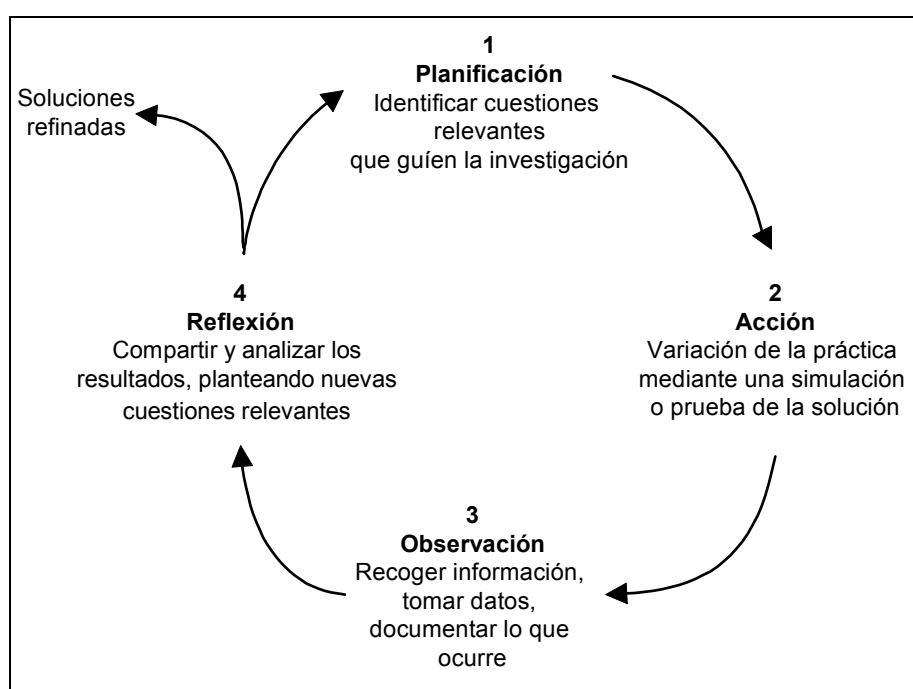 1
Planificación
Identificar cuestiones
relevantes
que guíen la investigación
Soluciones
refinadas
2
Acción
Variación de la práctica
mediante una simulación
o prueba de la solución
3
Observación
Recoger información,
tomar datos,
documentar lo que
ocurre
4
Reflexión
Compartir y analizar los
resultados, planteando nuevas
cuestiones relevantes